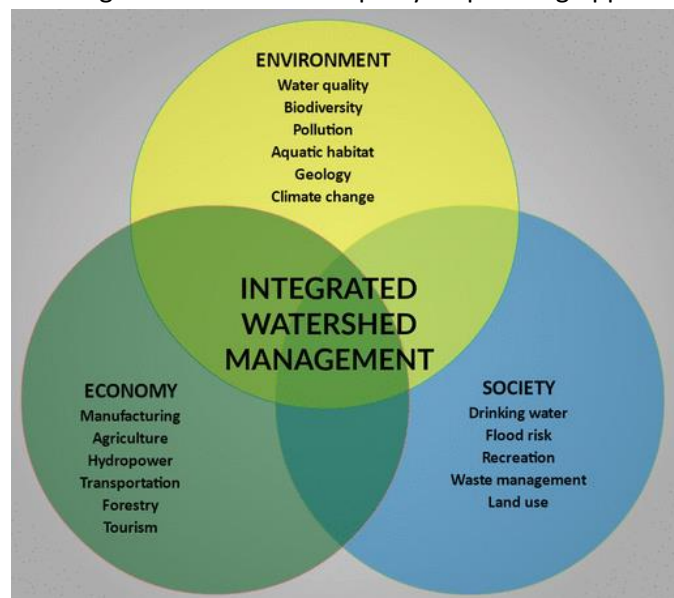 ENVIRONMENT
Water quality
Biodiversity
Pollution
Aquatic habitat
Geology
Climate change
INTEGRATED
WATERSHED
MANAGEMENT
ECONOMY
Manufacturing
Agriculture
Hydropower
Transportation
Forestry
Tourism
SOCIETY
Drinking water
Flood risk
Recreation
Waste management
Land use